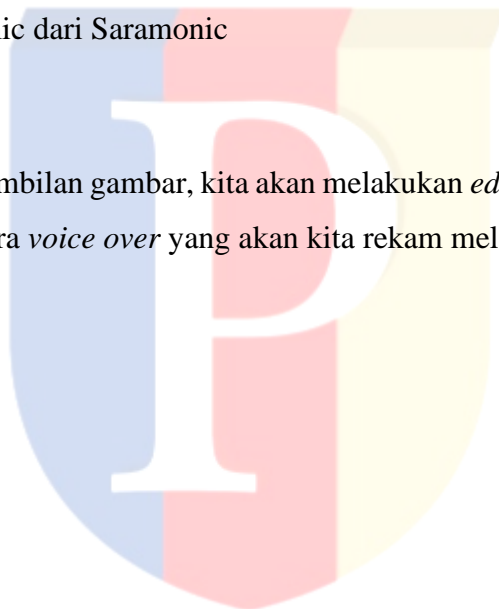 ic dari Saramonic
mbilan gambar, kita akan melakukan ed
ra voice over yang akan kita rekam mel
P